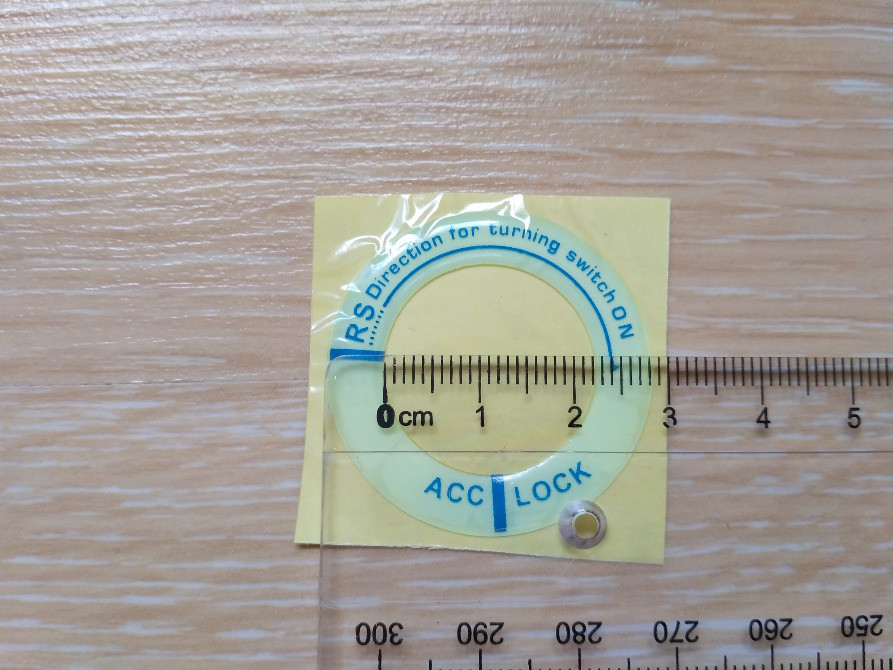 RS Direction for turning switch ON
0 cm 1 2 3 4 5
ACC LOCK
300 290 280 270 260 250